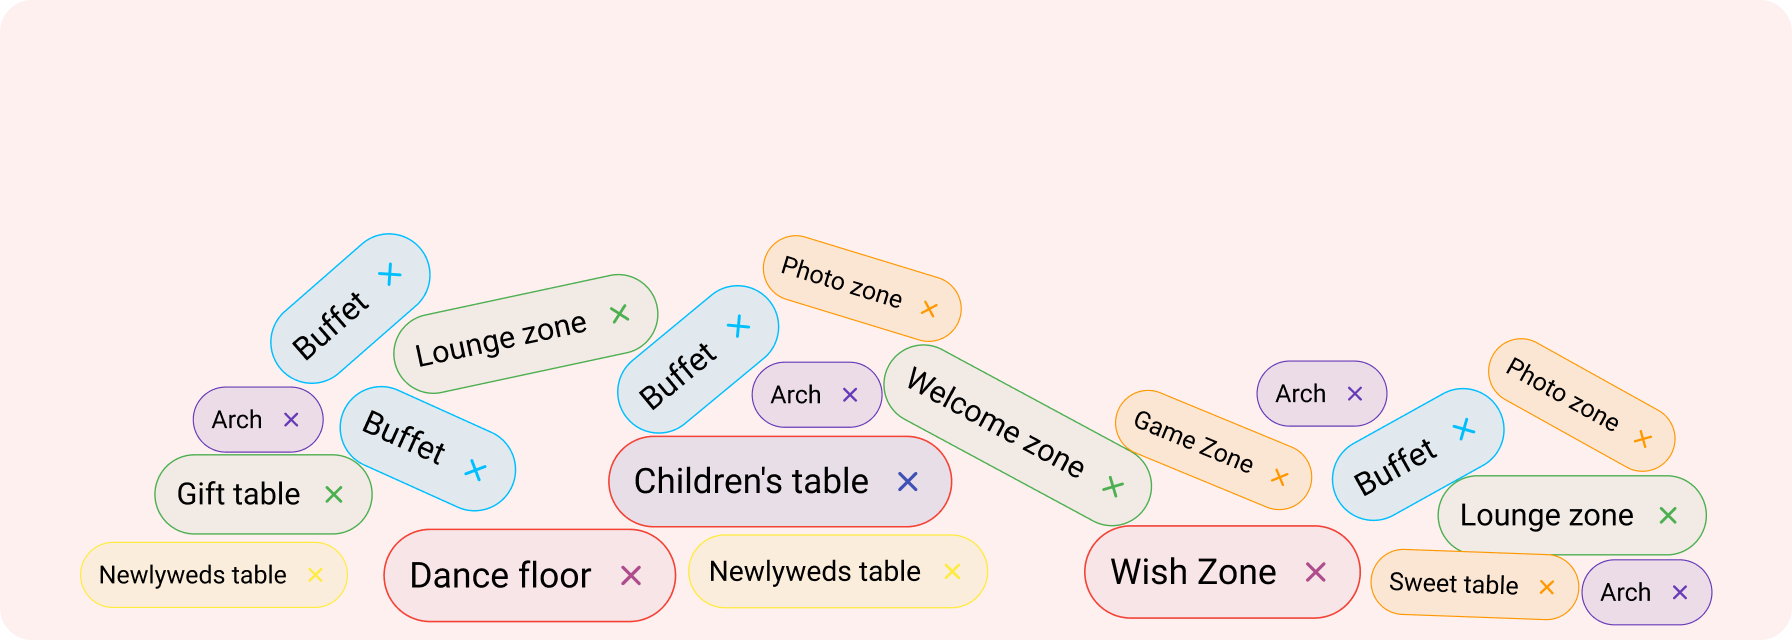 Buffet
Lounge zone
Buffet
Photo zone
Arch
Buffet
Arch
Welcome zone
Game Zone
Arch
Buffet
Photo zone
Gift table
Children's table
Lounge zone
Newlyweds table
Dance floor
Newlyweds table
Wish Zone
Sweet table
Arch